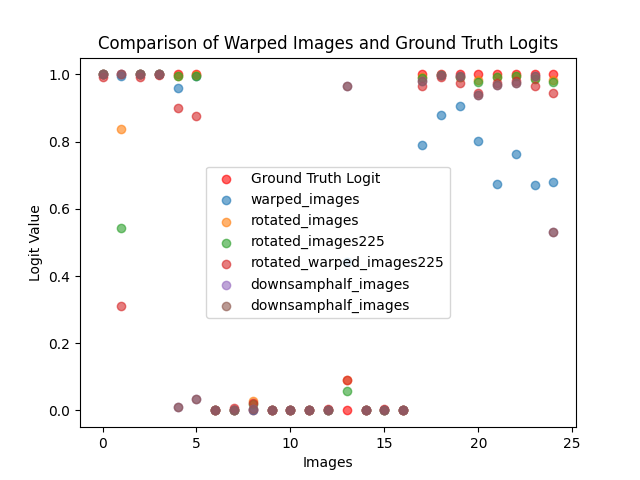 Comparison of Warped Images and Ground Truth Logits
1.0
0.8
0.6
0.4
0.2
0.0
Logit Value
Ground Truth Logit
warped_images
rotated_images
rotated_images225
rotated_warped_images225
downsamphalf_images
downsamphalf_images
0 5 10 15 20 25
Images